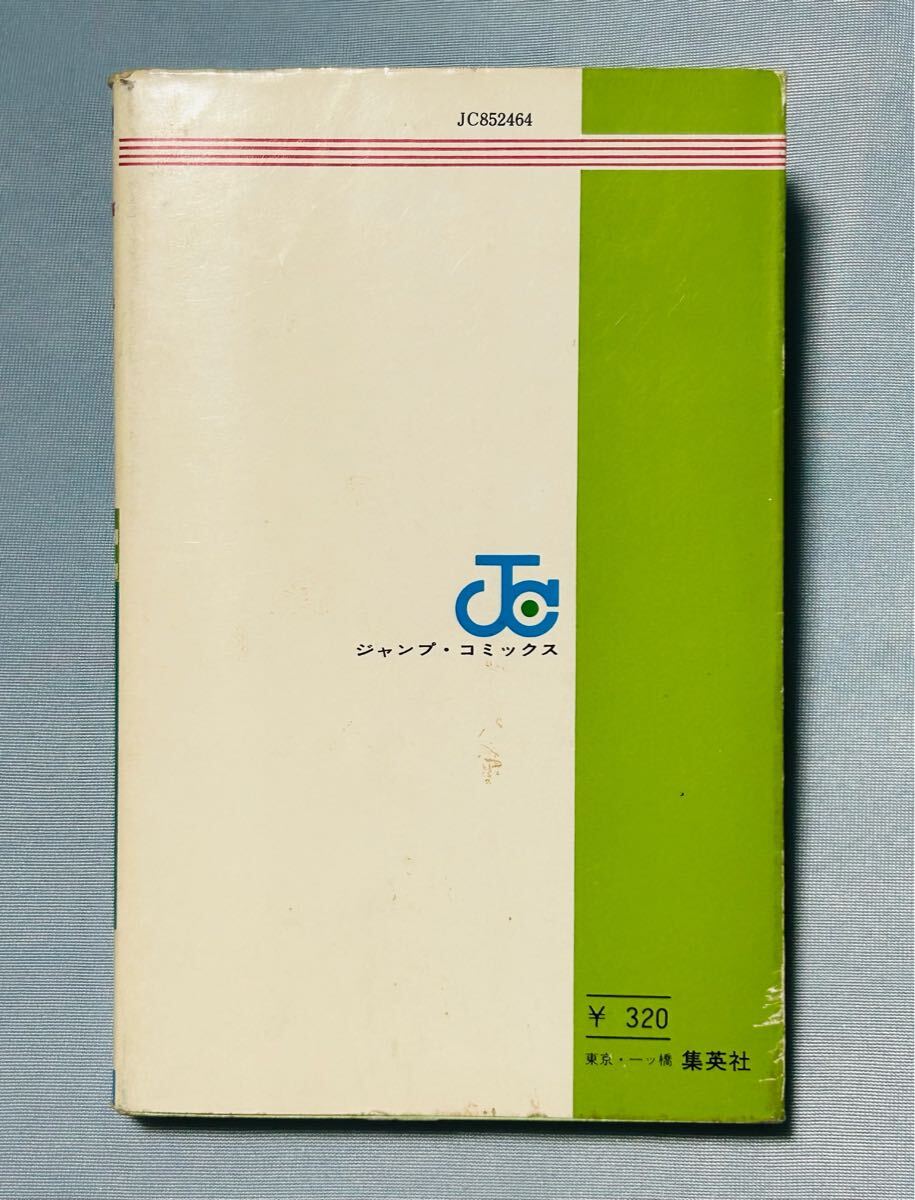 JC852464
JC
ジャンプ・コミックス
¥ 320
東京・一ッ橋 集英社